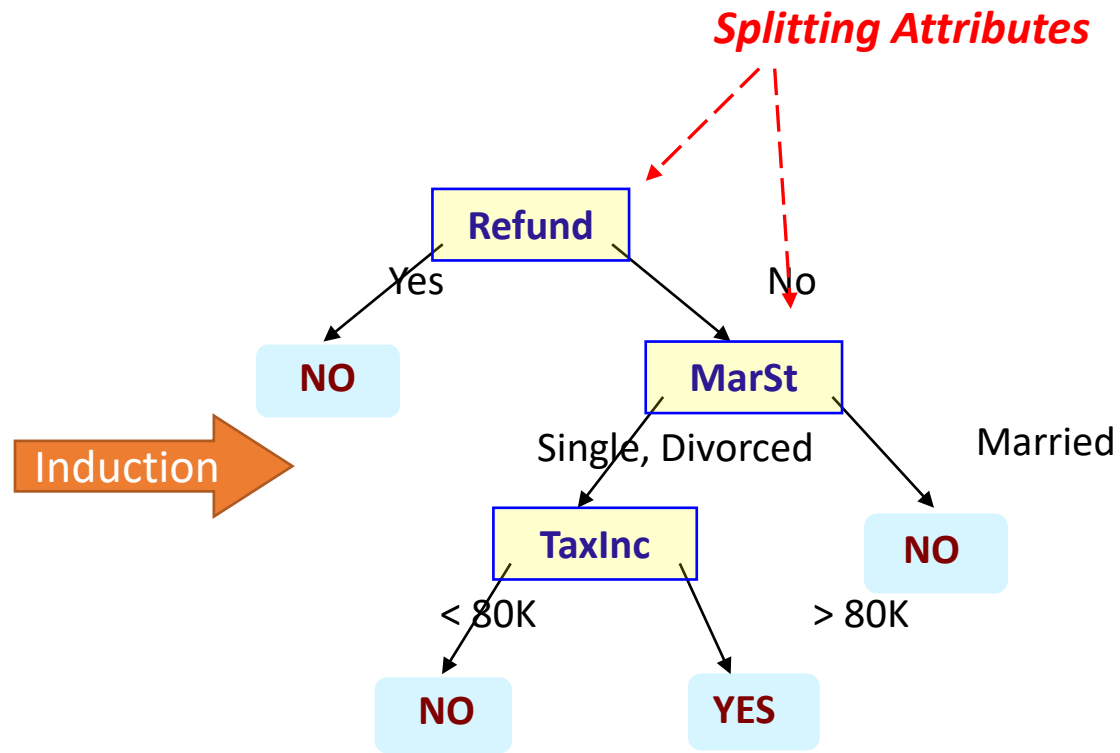 Splitting Attributes
Refund
Yes
No
NO
MarSt
Induction
Single, Divorced
Married
TaxInc
NO
< 80K
> 80K
NO
YES